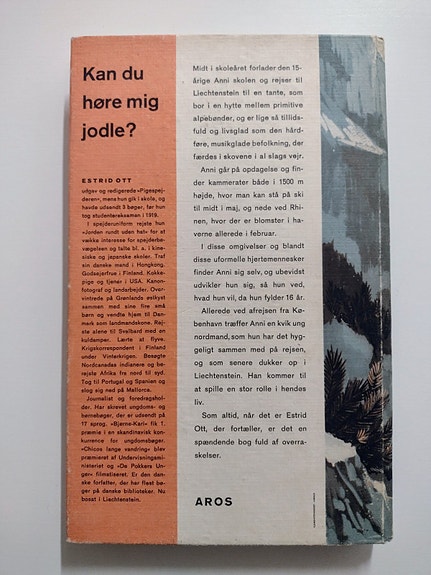 Kan du
høre mig
jodle?
ESTRID OTT
udgav og redigerede »Pigespej-
deren«, mens hun gik i skole, og
havde udsendt 3 bøger, før hun
tog studentereksamen i 1919.
I spejderuniform rejste hun
»Jorden rundt uden hat« for at
vække interesse for spejderbe-
vægelsen og talte bl. a. i kine-
siske og japanske skoler. Traf
sin danske mand i Hongkong.
Godsejerfrue i Finland. Kokke-
pige og tjener i USA. Kanon-
fotograf og landarbejder. Over-
vintrede på Grønlands østkyst
sammen med sine fire små
børn og vendte hjem til Dan-
mark som landmandskone. Rej-
ste alene til Svalbard med en
kuldamper. Lærte at flyve.
Krigskorrespondent i Finland
under Vinterkrigen. Besøgte
Nordcanadas indianere og be-
rejste Afrika fra nord til syd.
Tog til Portugal og Spanien og
slog sig ned på Mallorca.
Journalist og foredragshol-
der. Har skrevet ungdoms- og
børnebøger, der er udsendt på
17 sprog. »Bjørne-Kari« fik 1.
præmie i en skandinavisk kon-
kurrence for ungdomsbøger.
»Chicos lange vandring« blev
præmieret af Undervisningsmi-
nisteriet og »De Pokkers Un-
ger« filmatiseret. Er den dan-
ske forfatter, der har flest bø-
ger på danske biblioteker. Nu
bosat i Liechtenstein.
Midt i skoleåret forlader den 15-
årige Anni skolen og rejser til
Liechtenstein til en tante, som
bor i en hytte mellem primitive
alpebønder, og er lige så tillids-
fuld og livsglad som den hård-
føre, musikglade befolkning, der
færdes i skovene i al slags vejr.
Anni går på opdagelse og fin-
der kammerater både i 1500 m
højde, hvor man kan stå på ski
til midt i maj, og nede ved Rhi-
nen, hvor der er blomster i ha-
verne allerede i februar.
I disse omgivelser og blandt
disse uformelle hjertemennesker
finder Anni sig selv, og ubevidst
udvikler hun sig, så hun ved,
hvad hun vil, da hun fylder 16 år.
Allerede ved afrejsen fra Kø-
benhavn træffer Anni en kvik ung
nordmand, som hun har det hyg-
geligt sammen med på rejsen,
og som senere dukker op i
Liechtenstein. Han kommer til
at spille en stor rolle i hendes
liv.
Som altid, når det er Estrid
Ott, der fortæller, er det en
spændende bog fuld af overra-
skelser.
AROS